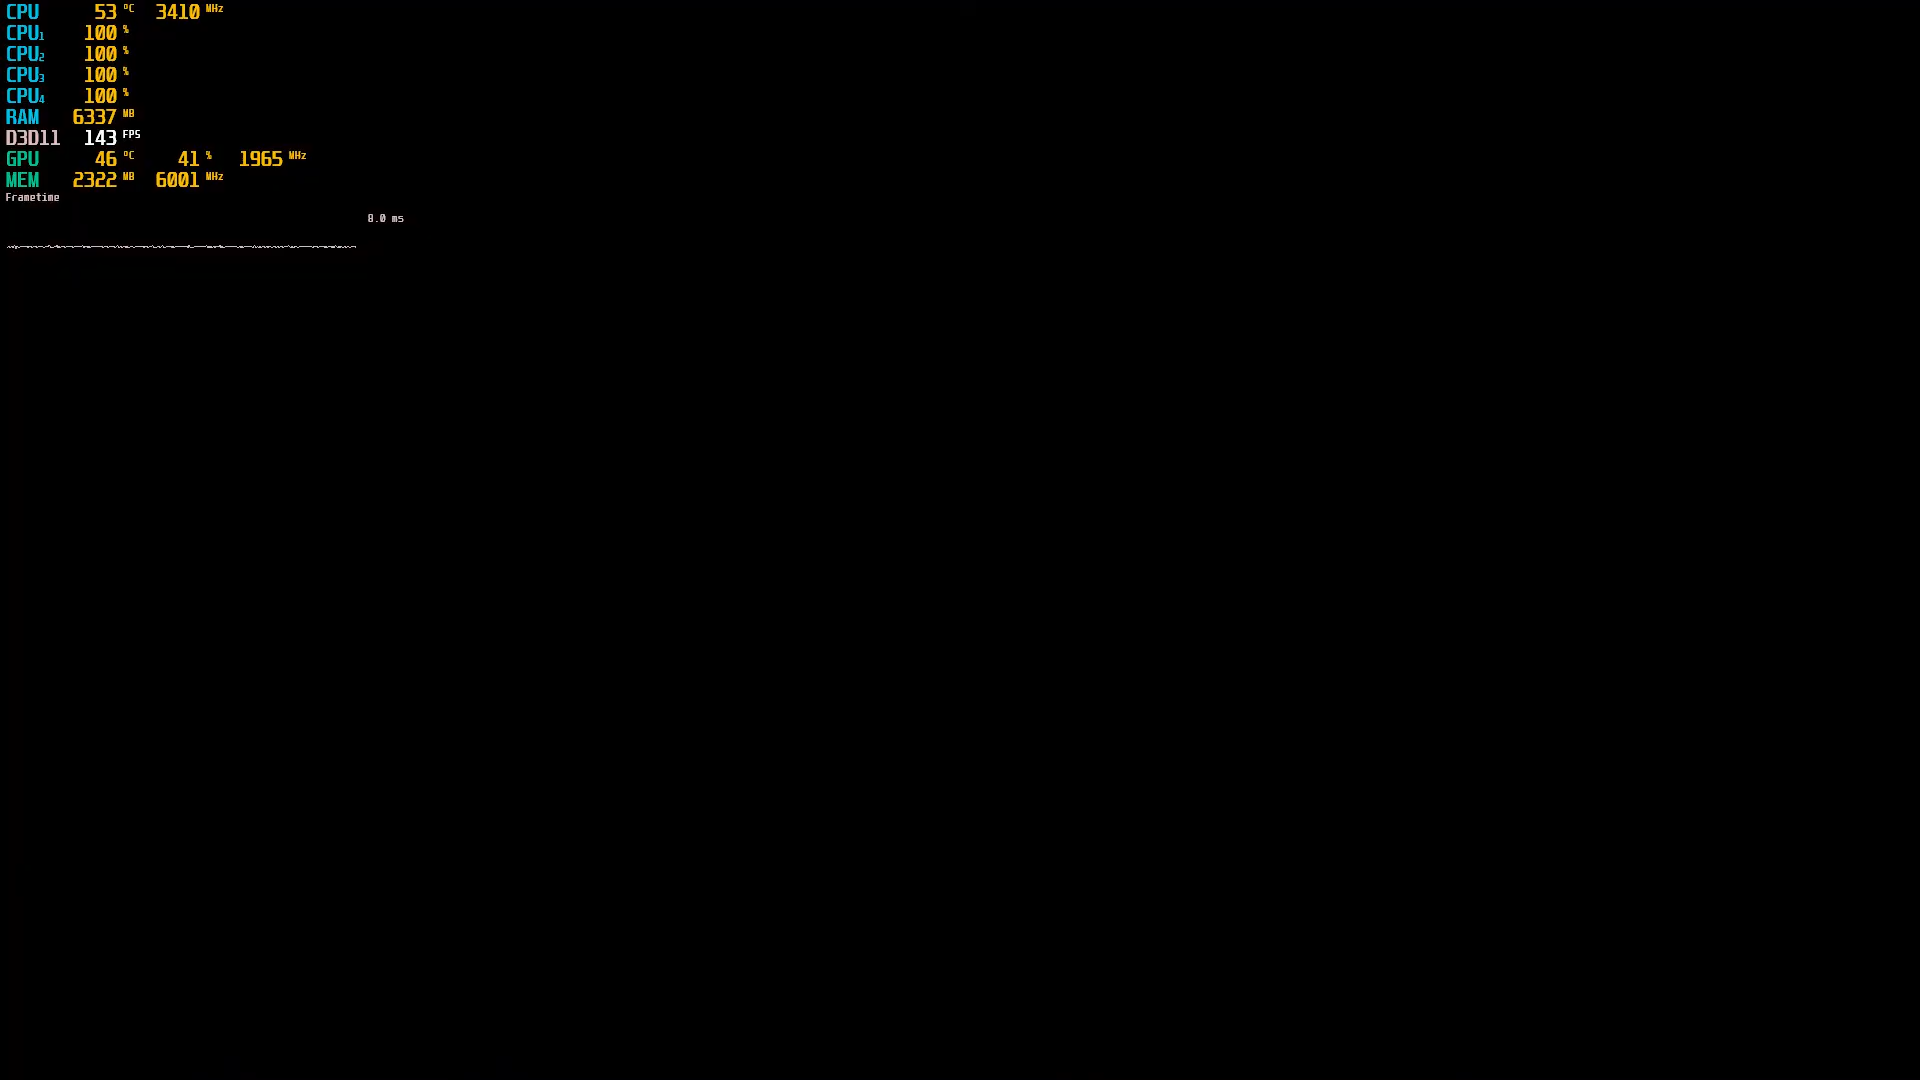 CPU 53 °C 3410 MHz
CPU1 100 %
CPU2 100 %
CPU3 100 %
CPU4 100 %
RAM 6337 MB
D3D11 143 FPS
GPU 46 °C 41 % 1965 MHz
MEM 2322 MB 6001 MHz
Frametime
8.0 ms